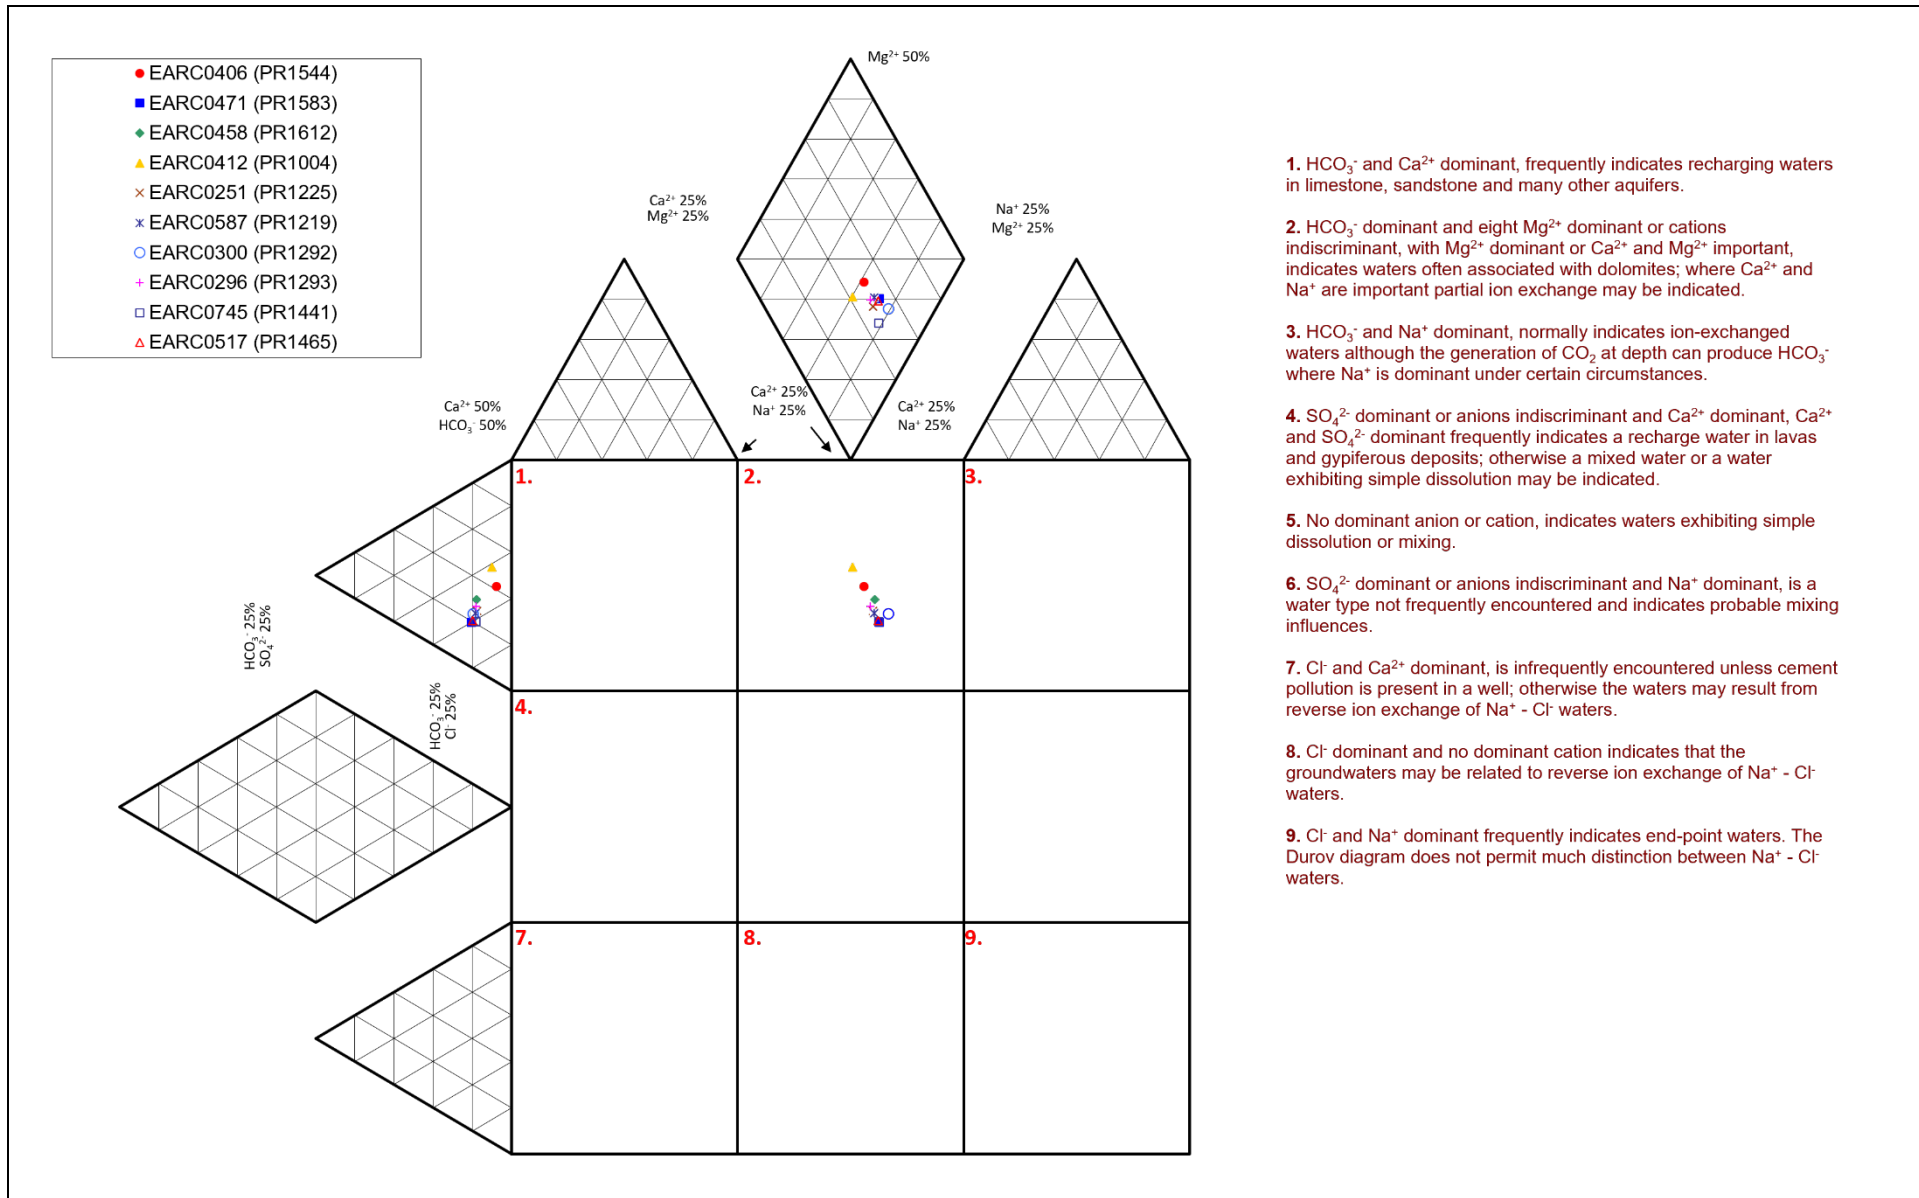 EARC0406 (PR1544)
EARC0471 (PR1583)
EARC0458 (PR1612)
EARC0412 (PR1004)
EARC0251 (PR1225)
EARC0587 (PR1219)
EARC0300 (PR1292)
EARC0296 (PR1293)
EARC0745 (PR1441)
EARC0517 (PR1465)
Mg²⁺ 50%
Ca²⁺ 25%
Mg²⁺ 25%
Na⁺ 25%
Mg²⁺ 25%
Ca²⁺ 25%
Na⁺ 25%
Ca²⁺ 25%
Na⁺ 25%
Ca²⁺ 50%
HCO₃⁻ 50%
1.
2.
3.
HCO₃⁻ 25%
SO₄²⁻ 25%
HCO₃⁻ 25%
Cl⁻ 25%
4.
7.
8.
9.
1. HCO₃⁻ and Ca²⁺ dominant, frequently indicates recharging waters
in limestone, sandstone and many other aquifers.
2. HCO₃⁻ dominant and eight Mg²⁺ dominant or cations
indiscriminant, with Mg²⁺ dominant or Ca²⁺ and Mg²⁺ important,
indicates waters often associated with dolomites; where Ca²⁺ and
Na⁺ are important partial ion exchange may be indicated.
3. HCO₃⁻ and Na⁺ dominant, normally indicates ion-exchanged
waters although the generation of CO₂ at depth can produce HCO₃⁻
where Na⁺ is dominant under certain circumstances.
4. SO₄²⁻ dominant or anions indiscriminant and Ca²⁺ dominant, Ca²⁺
and SO₄²⁻ dominant frequently indicates a recharge water in lavas
and gypiferous deposits; otherwise a mixed water or a water
exhibiting simple dissolution may be indicated.
5. No dominant anion or cation, indicates waters exhibiting simple
dissolution or mixing.
6. SO₄²⁻ dominant or anions indiscriminant and Na⁺ dominant, is a
water type not frequently encountered and indicates probable mixing
influences.
7. Cl⁻ and Ca²⁺ dominant, is infrequently encountered unless cement
pollution is present in a well; otherwise the waters may result from
reverse ion exchange of Na⁺ - Cl⁻ waters.
8. Cl⁻ dominant and no dominant cation indicates that the
groundwaters may be related to reverse ion exchange of Na⁺ - Cl⁻
waters.
9. Cl⁻ and Na⁺ dominant frequently indicates end-point waters. The
Durov diagram does not permit much distinction between Na⁺ - Cl⁻
waters.